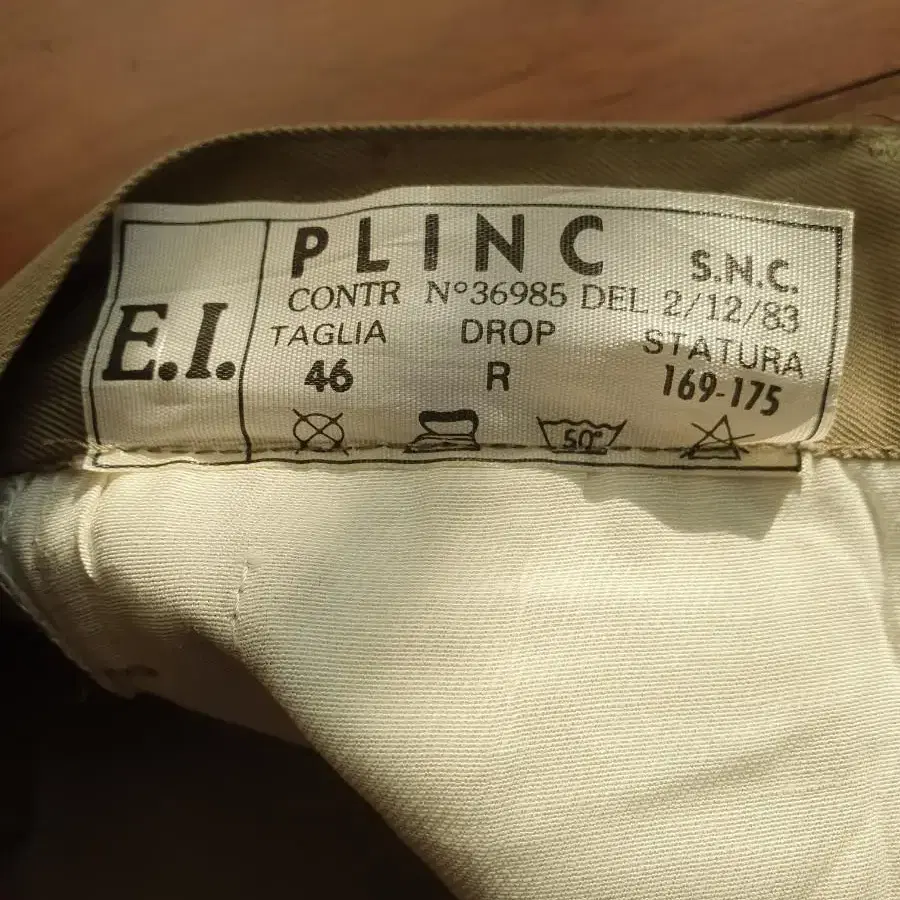 E.I.
PLINC S.N.C.
CONTR N°36985 DEL 2/12/83
TAGLIA DROP STATURA
46 R 169-175
50°